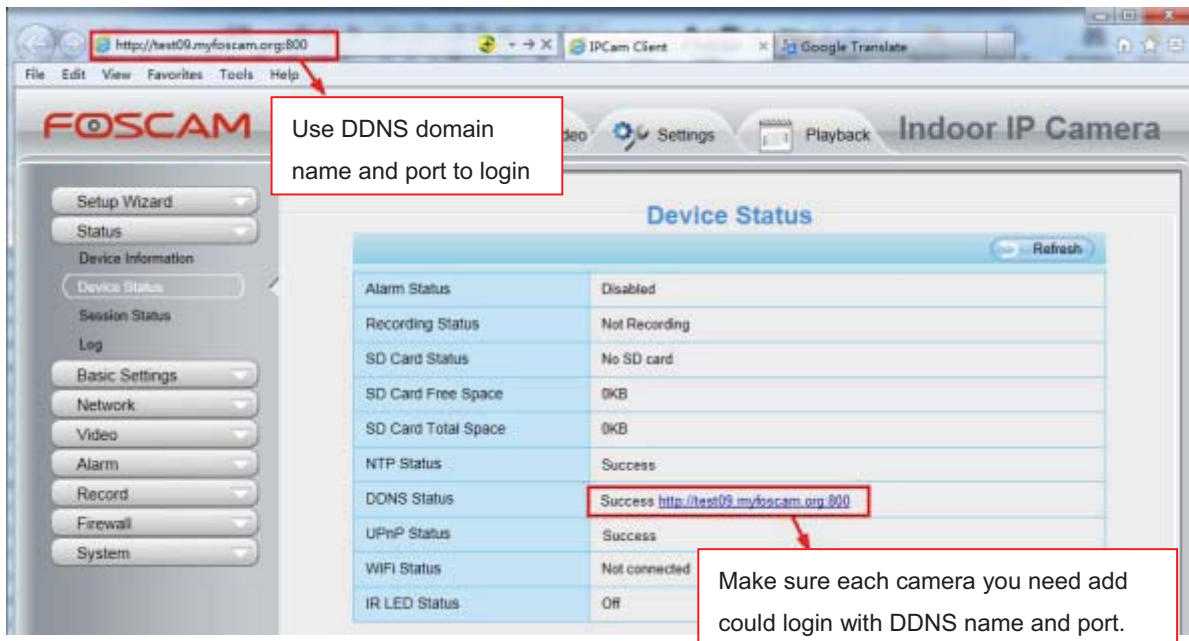 http://test09.myfoscam.org:800
IPCam Client
Google Translate
File Edit View Favorites Tools Help
FOSCAM
deo
Settings
Playback
Indoor IP Camera
Use DDNS domain
name and port to login
Setup Wizard
Status
Device Information
Device Status
Session Status
Log
Basic Settings
Network
Video
Alarm
Record
Firewall
System
Device Status
Refresh
Alarm Status Disabled
Recording Status Not Recording
SD Card Status No SD card
SD Card Free Space 0KB
SD Card Total Space 0KB
NTP Status Success
DDNS Status Success http://test09.myfoscam.org:800
UPnP Status Success
WiFi Status Not connected
IR LED Status Off
Make sure each camera you need add
could login with DDNS name and port.